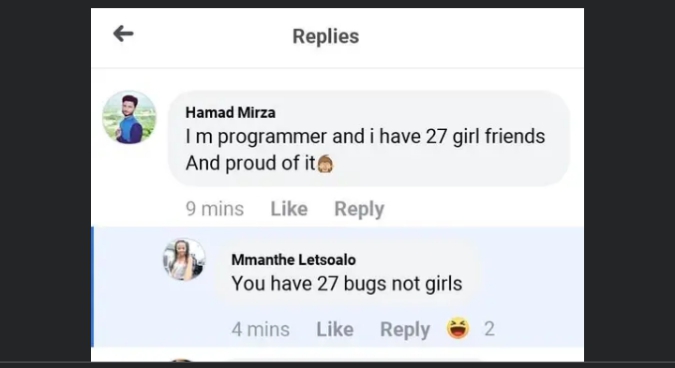 Replies
Hamad Mirza
I m programmer and i have 27 girl friends
And proud of it
9 mins Like Reply
Mmanthe Letsoalo
You have 27 bugs not girls
4 mins Like Reply 2